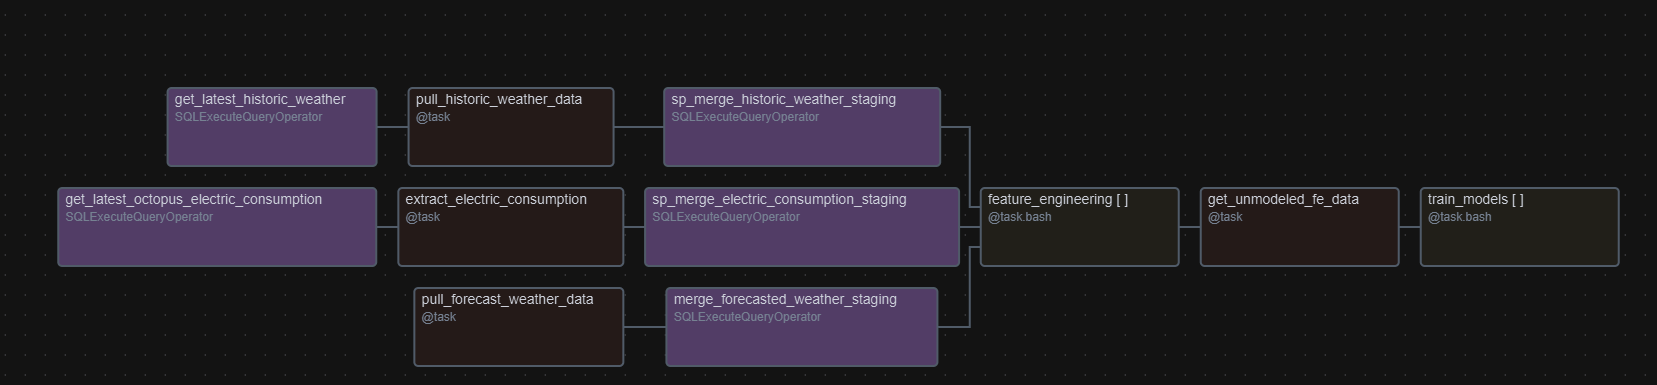 get_latest_historic_weather
SQLExecuteQueryOperator
pull_historic_weather_data
@task
sp_merge_historic_weather_staging
SQLExecuteQueryOperator
get_latest_octopus_electric_consumption
SQLExecuteQueryOperator
extract_electric_consumption
@task
sp_merge_electric_consumption_staging
SQLExecuteQueryOperator
feature_engineering [ ]
@task.bash
get_unmodeled_fe_data
@task
train_models [ ]
@task.bash
pull_forecast_weather_data
@task
merge_forecasted_weather_staging
SQLExecuteQueryOperator